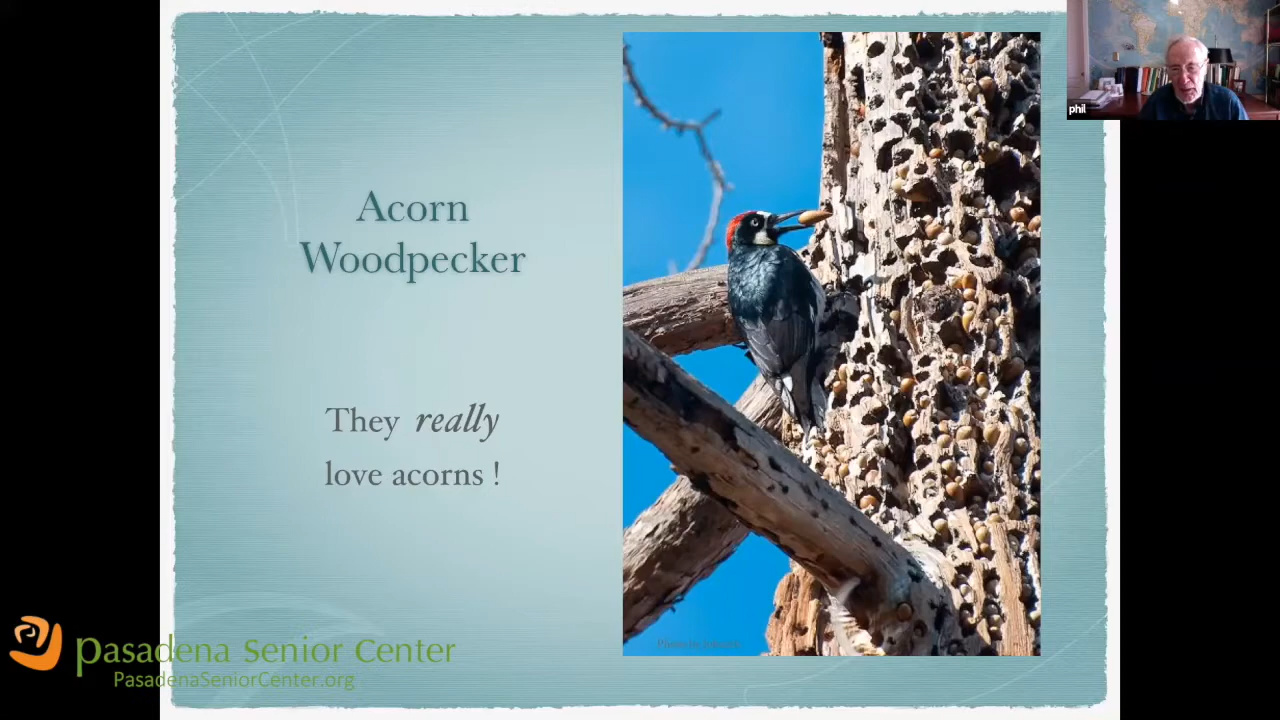 phil
Acorn
Woodpecker
They really
love acorns !
Pasadena Senior Center
PasadenaSeniorCenter.org